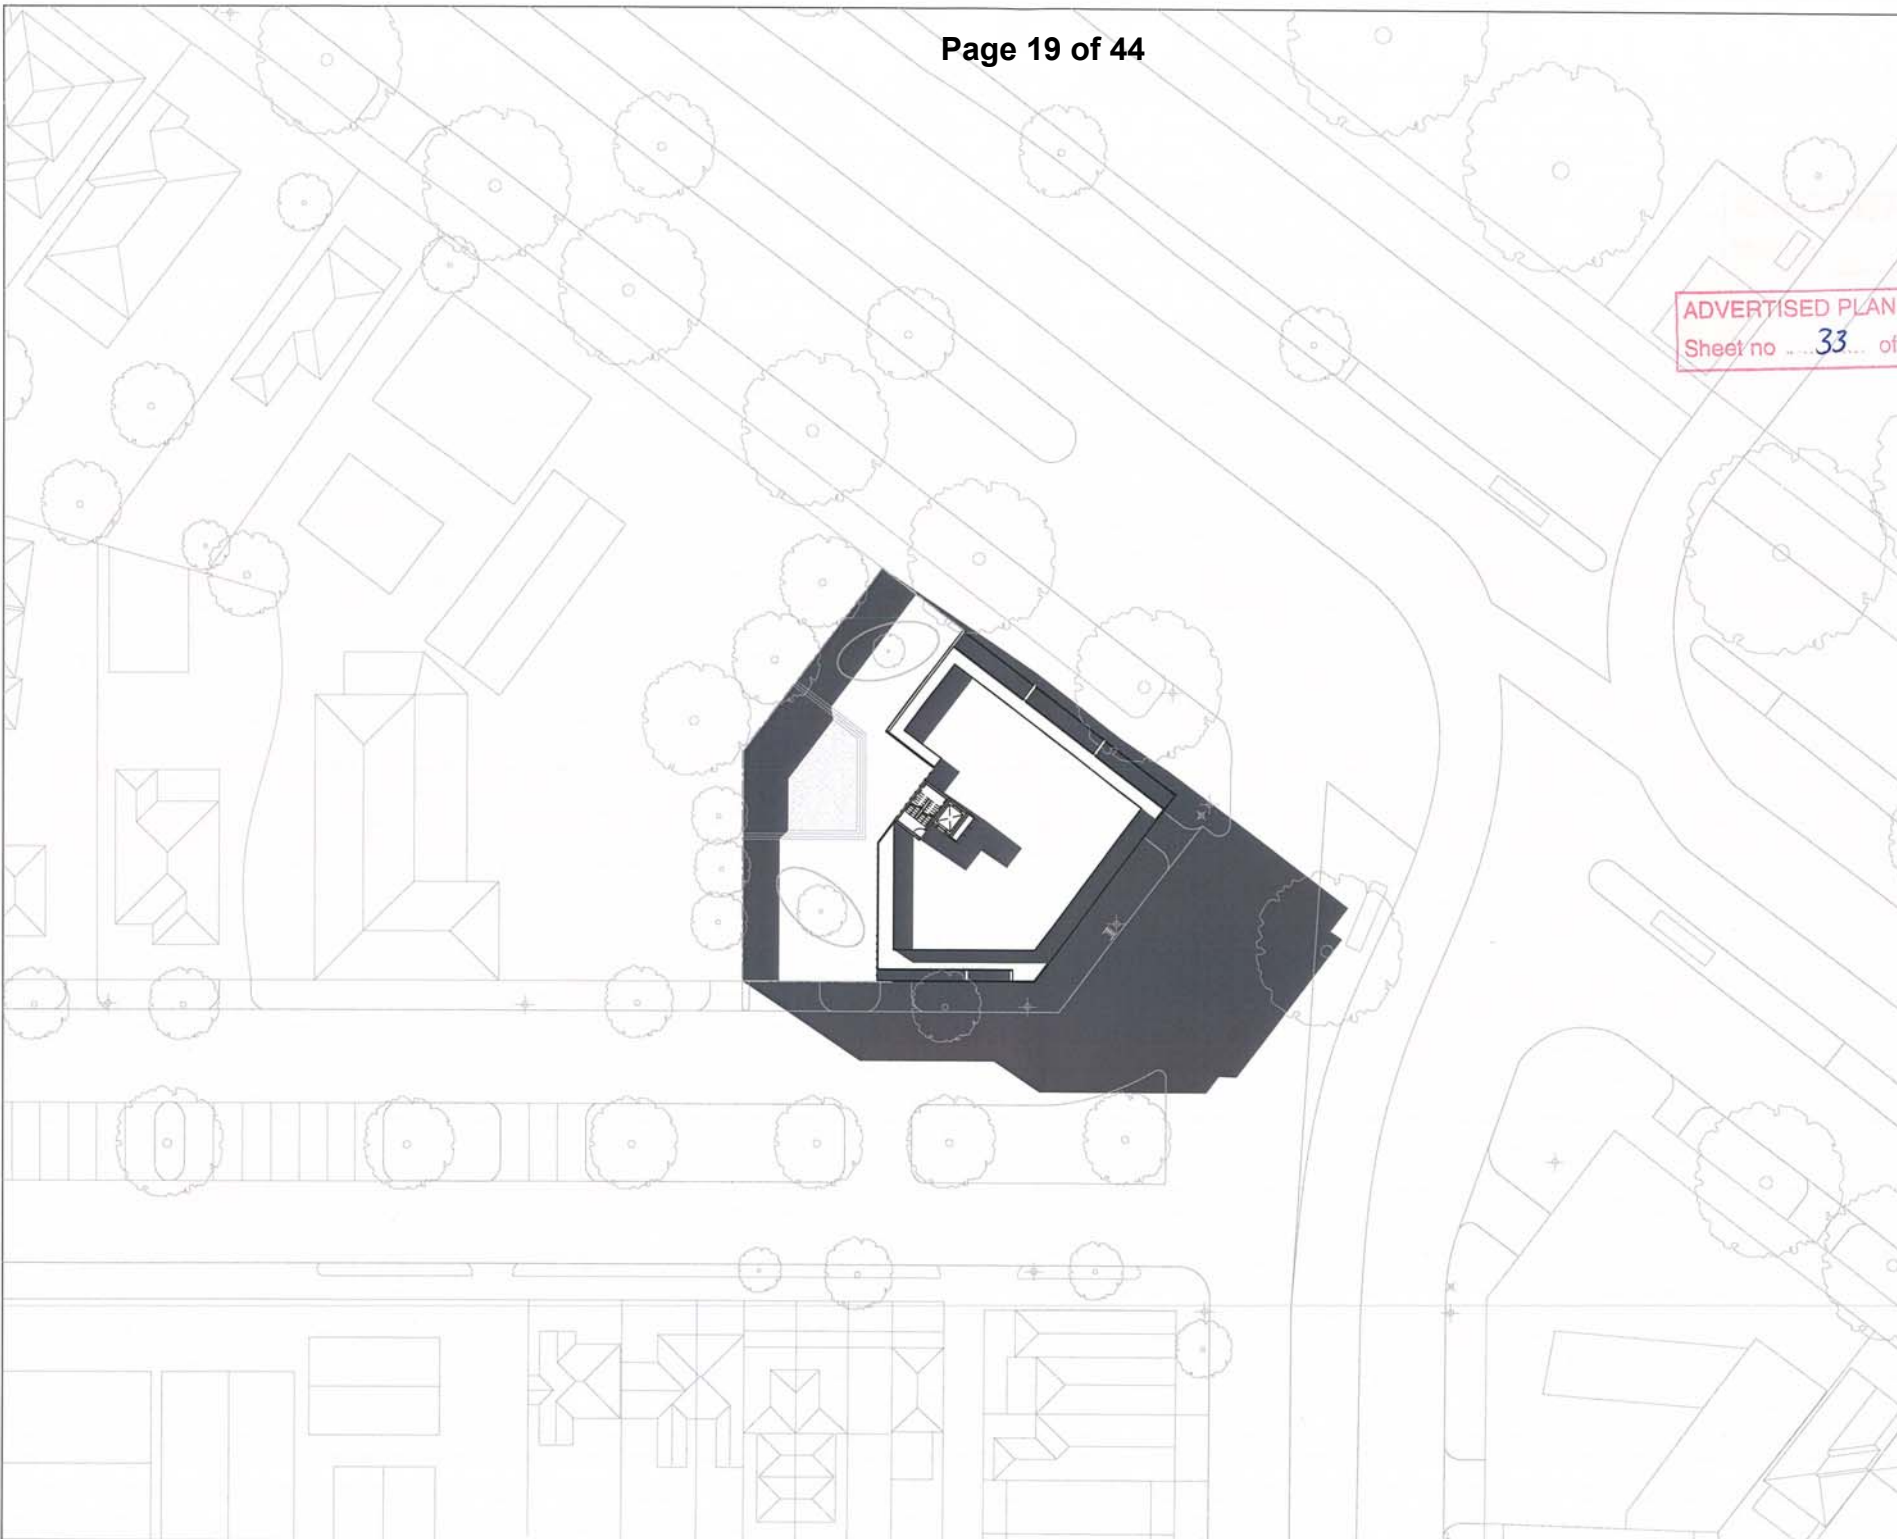 Page 19 of 44
ADVERTISED PLAN
Sheet no ....33.... of